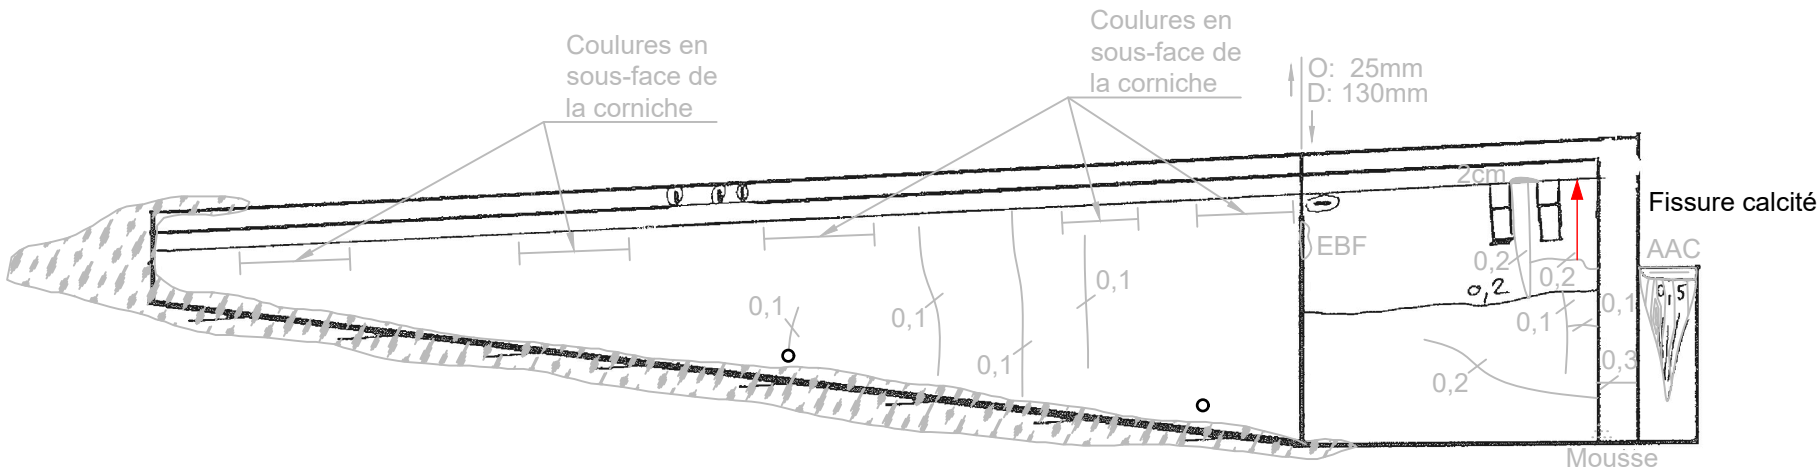 Coulures en
sous-face de
la corniche
Coulures en
sous-face de
la corniche
O: 25mm
D: 130mm
2cm
Fissure calcité
EBF
AAC
0,2
0,2
0,2
0,5
0,1
0,1
0,1
0,1
0,1
0,1
0,1
0,3
0,2
Mousse